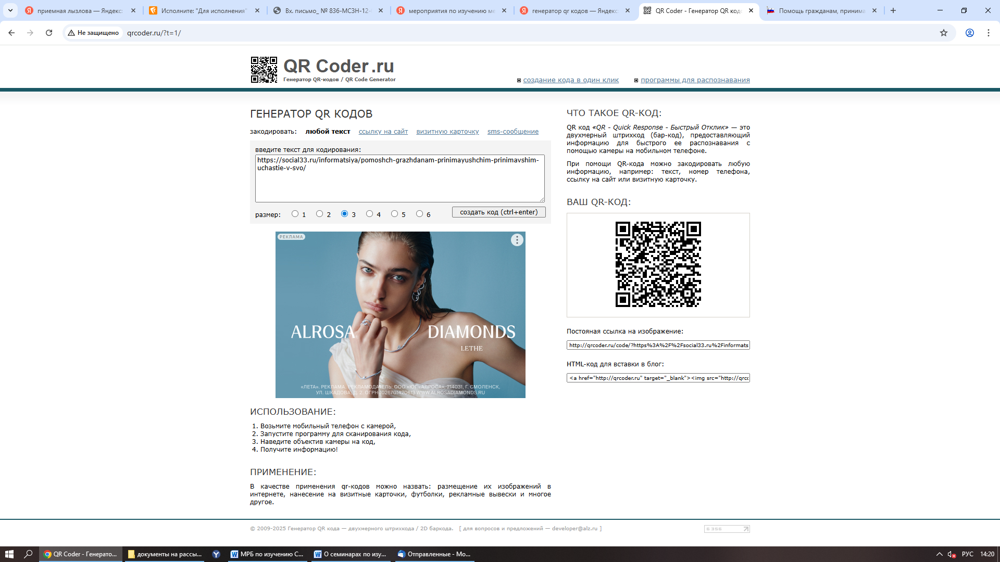 приемная лызлова — Яндекс:
Исполните: "Для исполнения"
Вх. письмо_ № 836-МСЗН-12-
мероприятия по изучению ме
генератор qr кодов — Яндекс
QR Coder - Генератор QR кодо
Помощь гражданам, принима
Не защищено
qrcoder.ru/?t=1/
QR Coder.ru
Генератор QR-кодов / QR Code Generator
создание кода в один клик
программы для распознавания
ГЕНЕРАТОР QR КОДОВ
закодировать: любой текст ссылку на сайт визитную карточку sms-сообщение
введите текст для кодирования:
https://social33.ru/informatsiya/pomoshch-grazhdanam-prinimayushchim-prinimavshim-
uchastie-v-svo/
размер: 1 2 3 4 5 6 создать код (ctrl+enter)
РЕКЛАМА
ALROSA DIAMONDS
LETHE
«ЛЕТА». РЕКЛАМА. РЕКЛАМОДАТЕЛЬ: ООО «ЮГ «АЛРОСА», 214031, Г. СМОЛЕНСК,
УЛ. ШКАДОВА, Д. 2. ОГРН 1026701420613 WWW.ALROSADIAMONDS.RU
ИСПОЛЬЗОВАНИЕ:
1. Возьмите мобильный телефон с камерой,
2. Запустите программу для сканирования кода,
3. Наведите объектив камеры на код,
4. Получите информацию!
ПРИМЕНЕНИЕ:
В качестве применения qr-кодов можно назвать: размещение их изображений в
интернете, нанесение на визитные карточки, футболки, рекламные вывески и многое
другое.
ЧТО ТАКОЕ QR-КОД:
QR код «QR - Quick Response - Быстрый Отклик» — это
двухмерный штрихкод (бар-код), предоставляющий
информацию для быстрого ее распознавания с
помощью камеры на мобильном телефоне.
При помощи QR-кода можно закодировать любую
информацию, например: текст, номер телефона,
ссылку на сайт или визитную карточку.
ВАШ QR-КОД:
Постояная ссылка на изображение:
http://qrcoder.ru/code/?https%3A%2F%2Fsocial33.ru%2Finformats
HTML-код для вставки в блог:
<a href="http://qrcoder.ru" target="_blank"><img src="http://qrcc
© 2009-2025 Генератор QR кода — двухмерного штрихкода / 2D баркода. [ для вопросов и предложений — developer@alz.ru ]
6 356
QR Coder - Генерато...
документы на рассы...
МРБ по изучению С...
О семинарах по изу...
Отправленные - Mo...
РУС
14:20